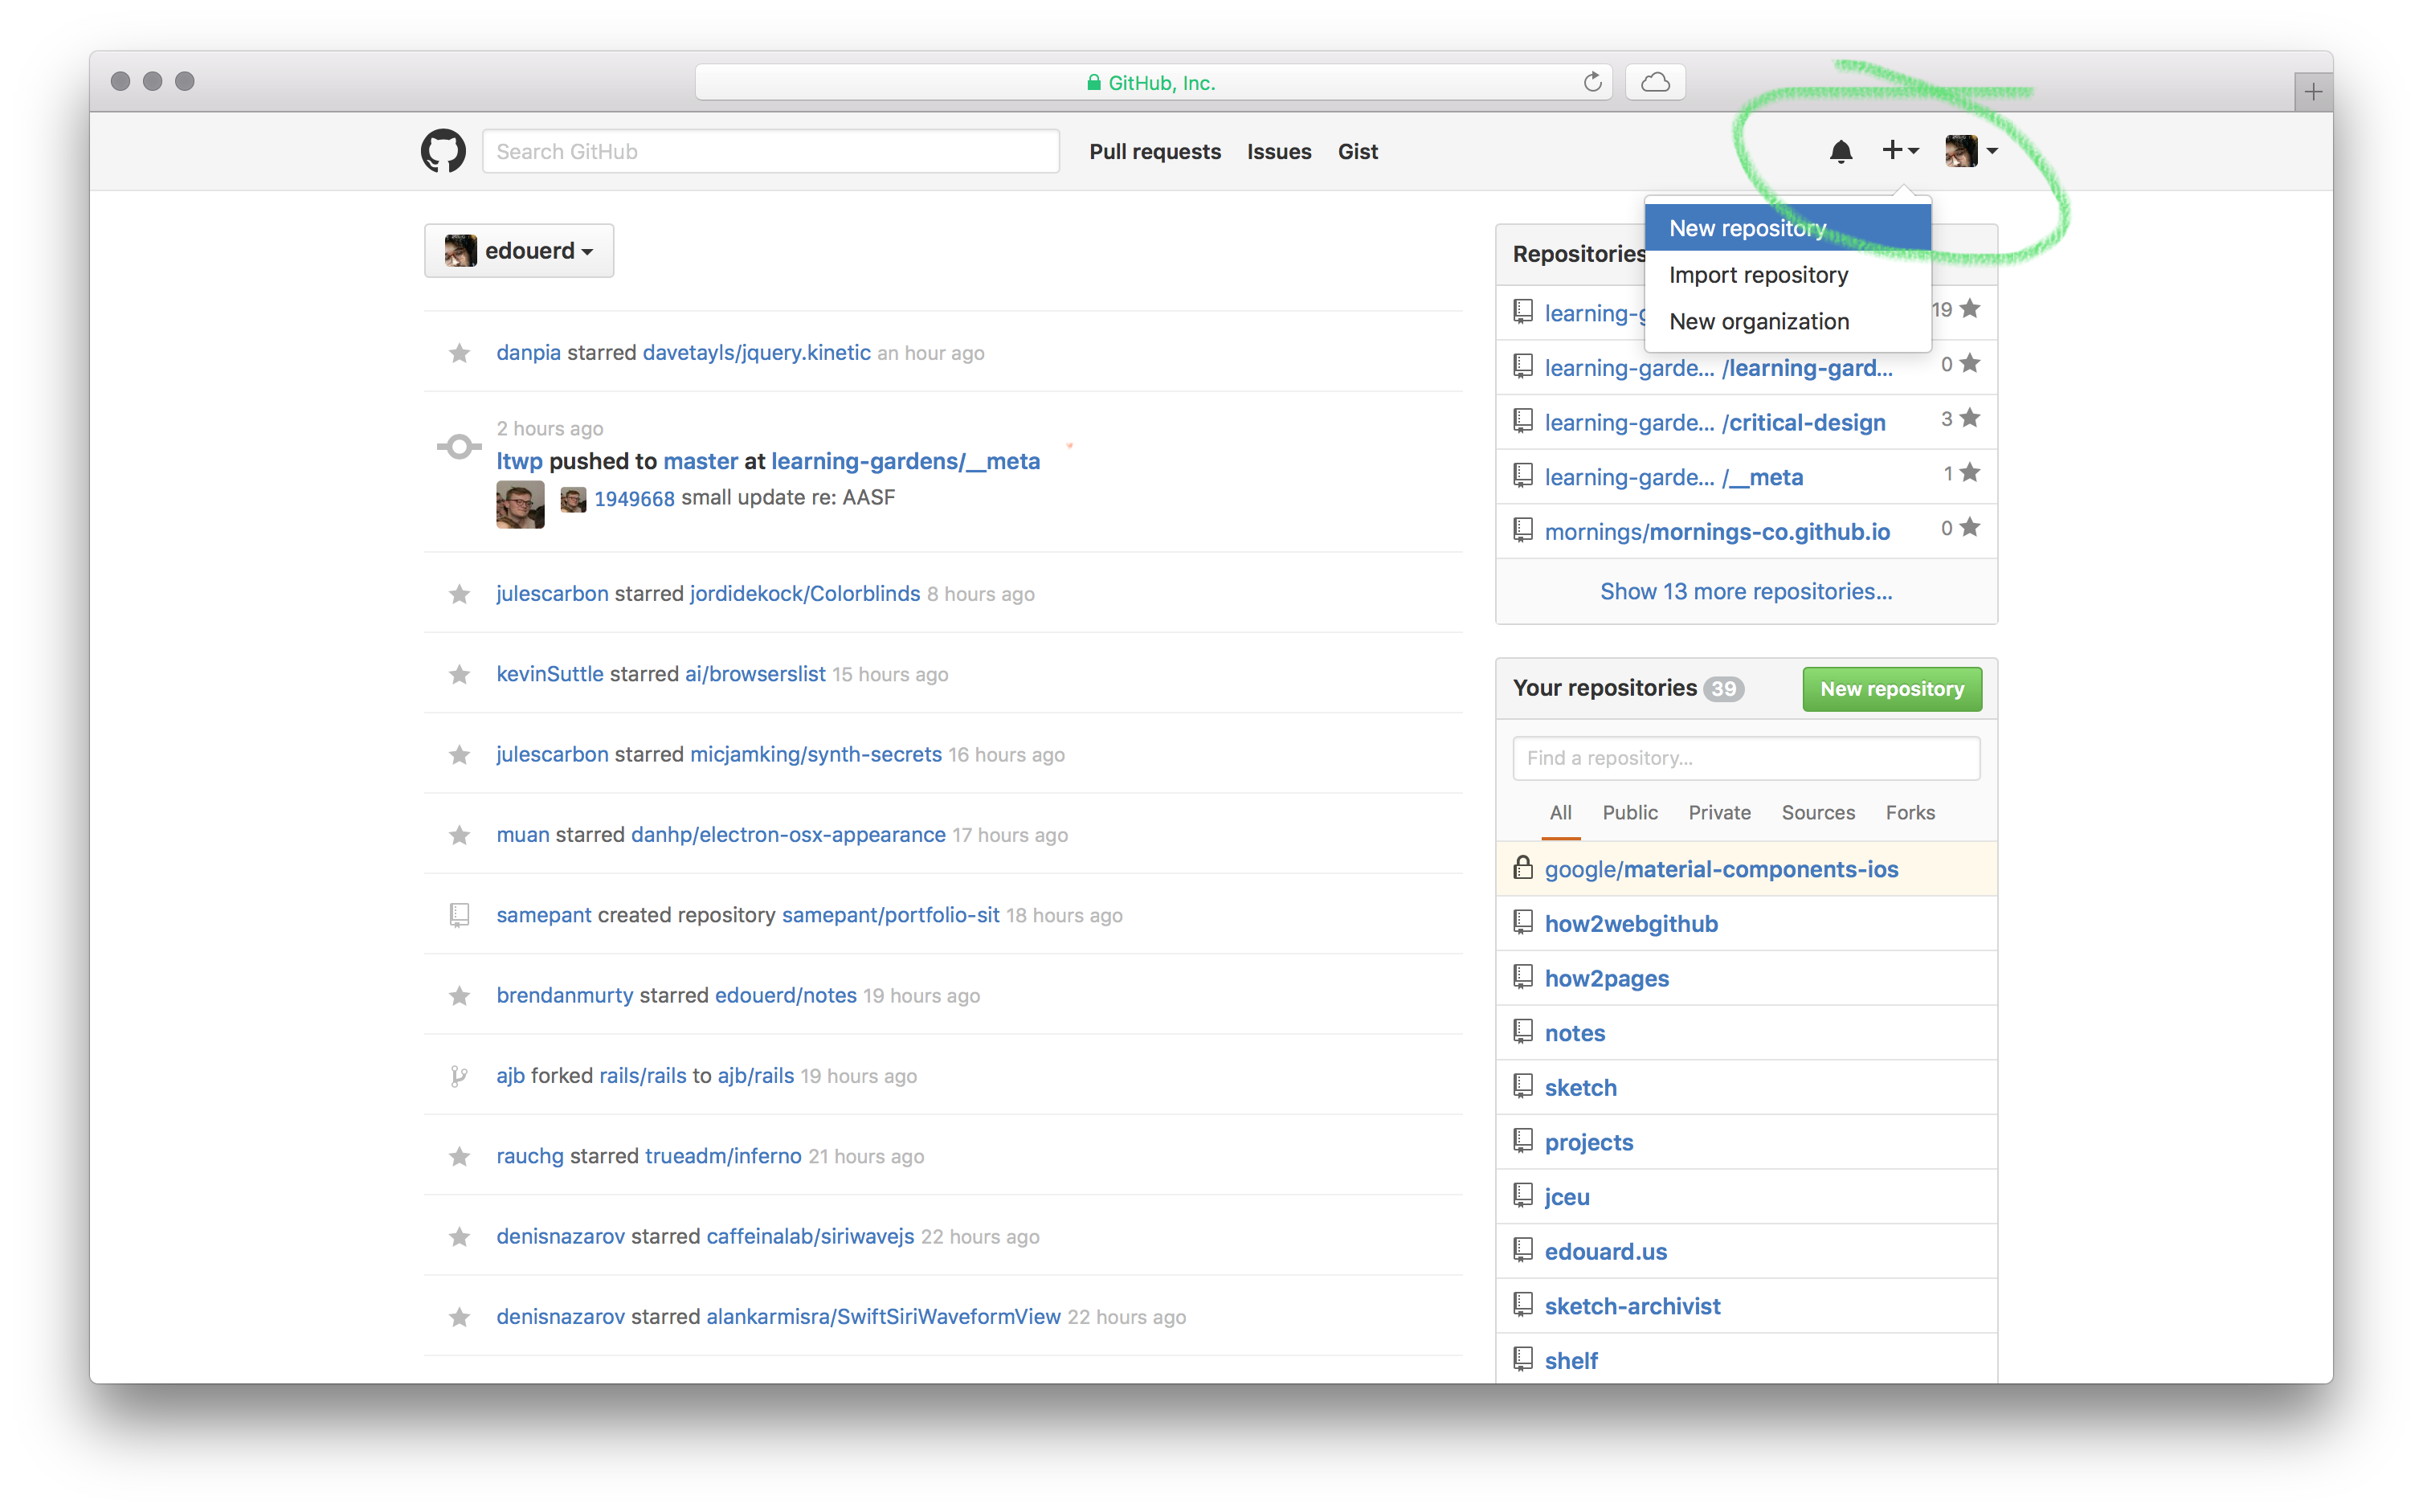 GitHub, Inc.
Search GitHub
Pull requests Issues Gist
New repository
Import repository
New organization
edouerd
danpia starred davetayls/jquery.kinetic an hour ago
2 hours ago
ltwp pushed to master at learning-gardens/__meta
1949668 small update re: AASF
julescarbon starred jordidekock/Colorblinds 8 hours ago
kevinSuttle starred ai/browserslist 15 hours ago
julescarbon starred micjamking/synth-secrets 16 hours ago
muan starred danhp/electron-osx-appearance 17 hours ago
samepant created repository samepant/portfolio-sit 18 hours ago
brendanmurty starred edouerd/notes 19 hours ago
ajb forked rails/rails to ajb/rails 19 hours ago
rauchg starred trueadm/inferno 21 hours ago
denisnazarov starred caffeinalab/siriwavejs 22 hours ago
denisnazarov starred alankarmisra/SwiftSiriWaveformView 22 hours ago
Repositories
learning-g 19
learning-garde... /learning-gard... 0
learning-garde... /critical-design 3
learning-garde... /__meta 1
mornings/mornings-co.github.io 0
Show 13 more repositories...
Your repositories 39 New repository
Find a repository...
All Public Private Sources Forks
google/material-components-ios
how2webgithub
how2pages
notes
sketch
projects
jceu
edouard.us
sketch-archivist
shelf